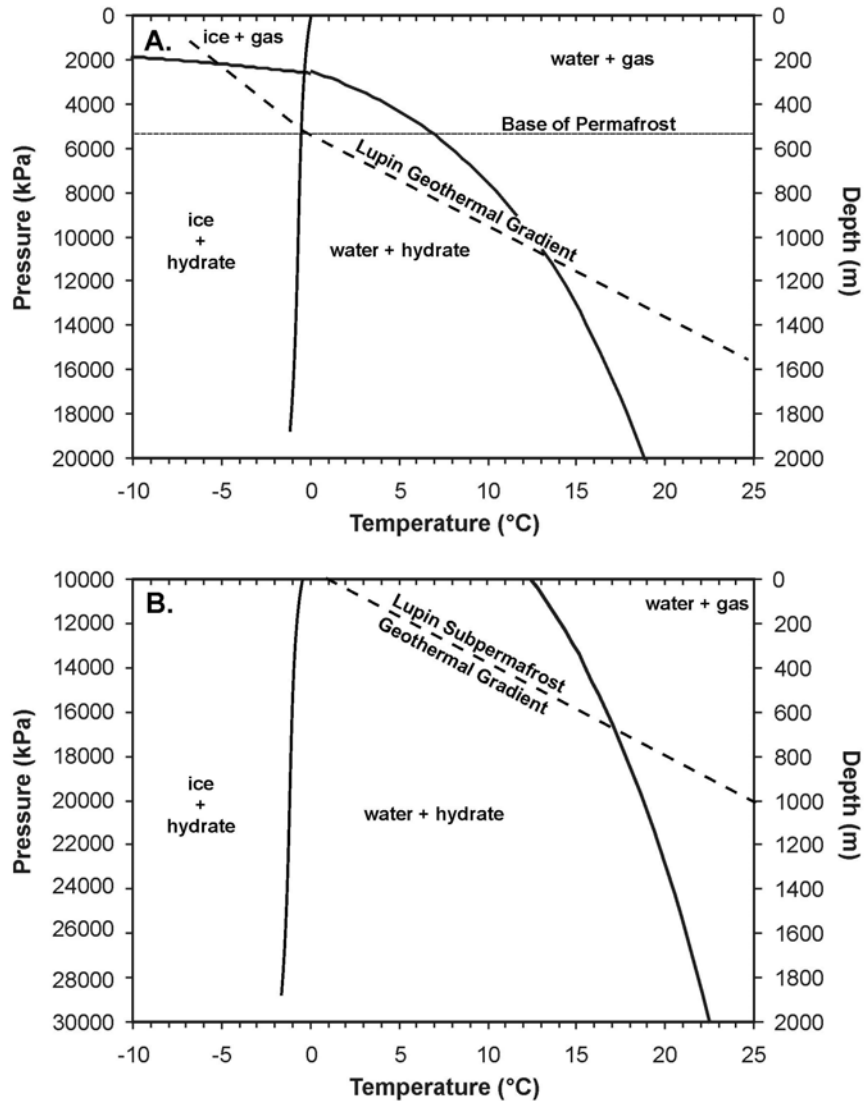 A.
ice + gas
water + gas
Base of Permafrost
Lupin Geothermal Gradient
ice
+
hydrate
water + hydrate
Pressure (kPa)
0
2000
4000
6000
8000
10000
12000
14000
16000
18000
20000
Depth (m)
0
200
400
600
800
1000
1200
1400
1600
1800
2000
-10
-5
0
5
10
15
20
25
Temperature (°C)
B.
water + gas
Lupin Subpermafrost
Geothermal Gradient
ice
+
hydrate
water + hydrate
Pressure (kPa)
10000
12000
14000
16000
18000
20000
22000
24000
26000
28000
30000
Depth (m)
0
200
400
600
800
1000
1200
1400
1600
1800
2000
-10
-5
0
5
10
15
20
25
Temperature (°C)